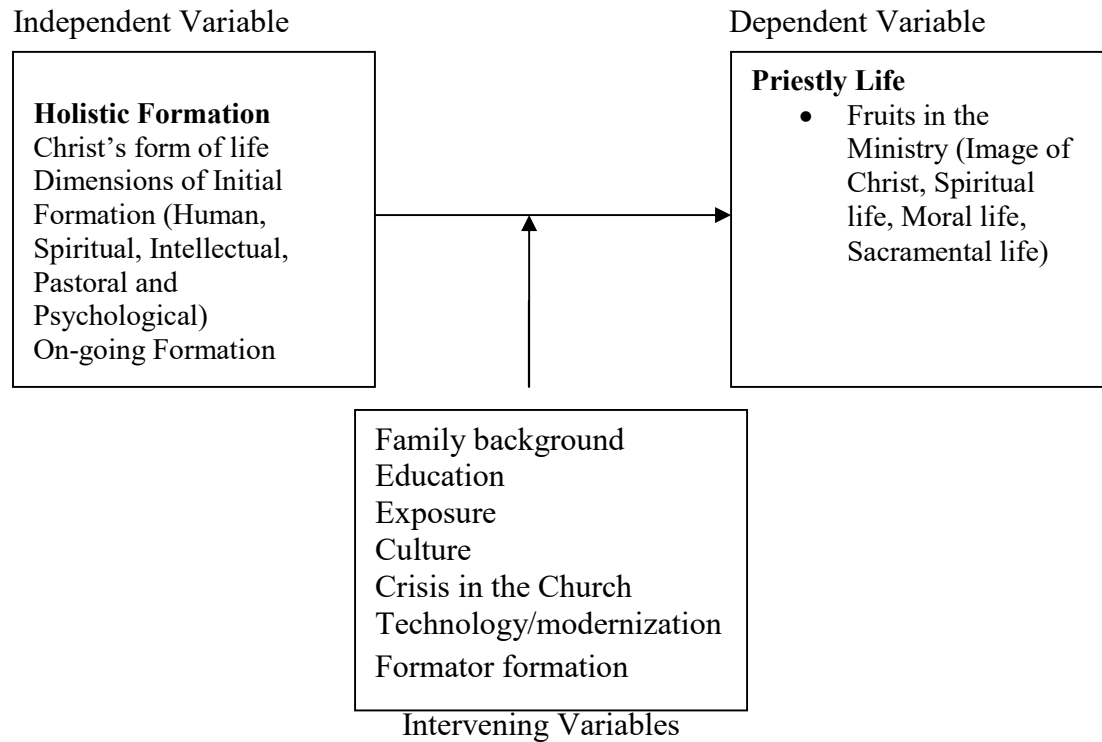 Independent Variable
Dependent Variable
Holistic Formation
Christ’s form of life
Dimensions of Initial
Formation (Human,
Spiritual, Intellectual,
Pastoral and
Psychological)
On-going Formation
Priestly Life
• Fruits in the
Ministry (Image of
Christ, Spiritual
life, Moral life,
Sacramental life)
Family background
Education
Exposure
Culture
Crisis in the Church
Technology/modernization
Formator formation
Intervening Variables